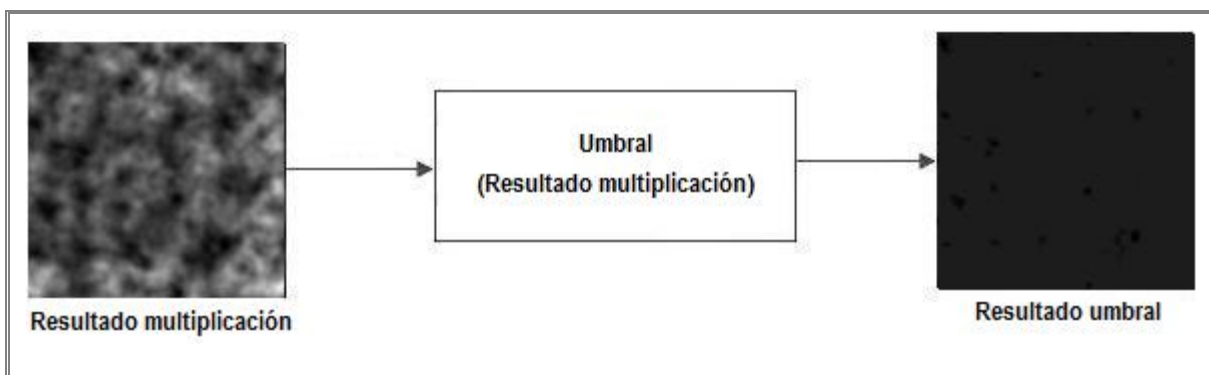 Umbral
(Resultado multiplicación)
Resultado multiplicación
Resultado umbral